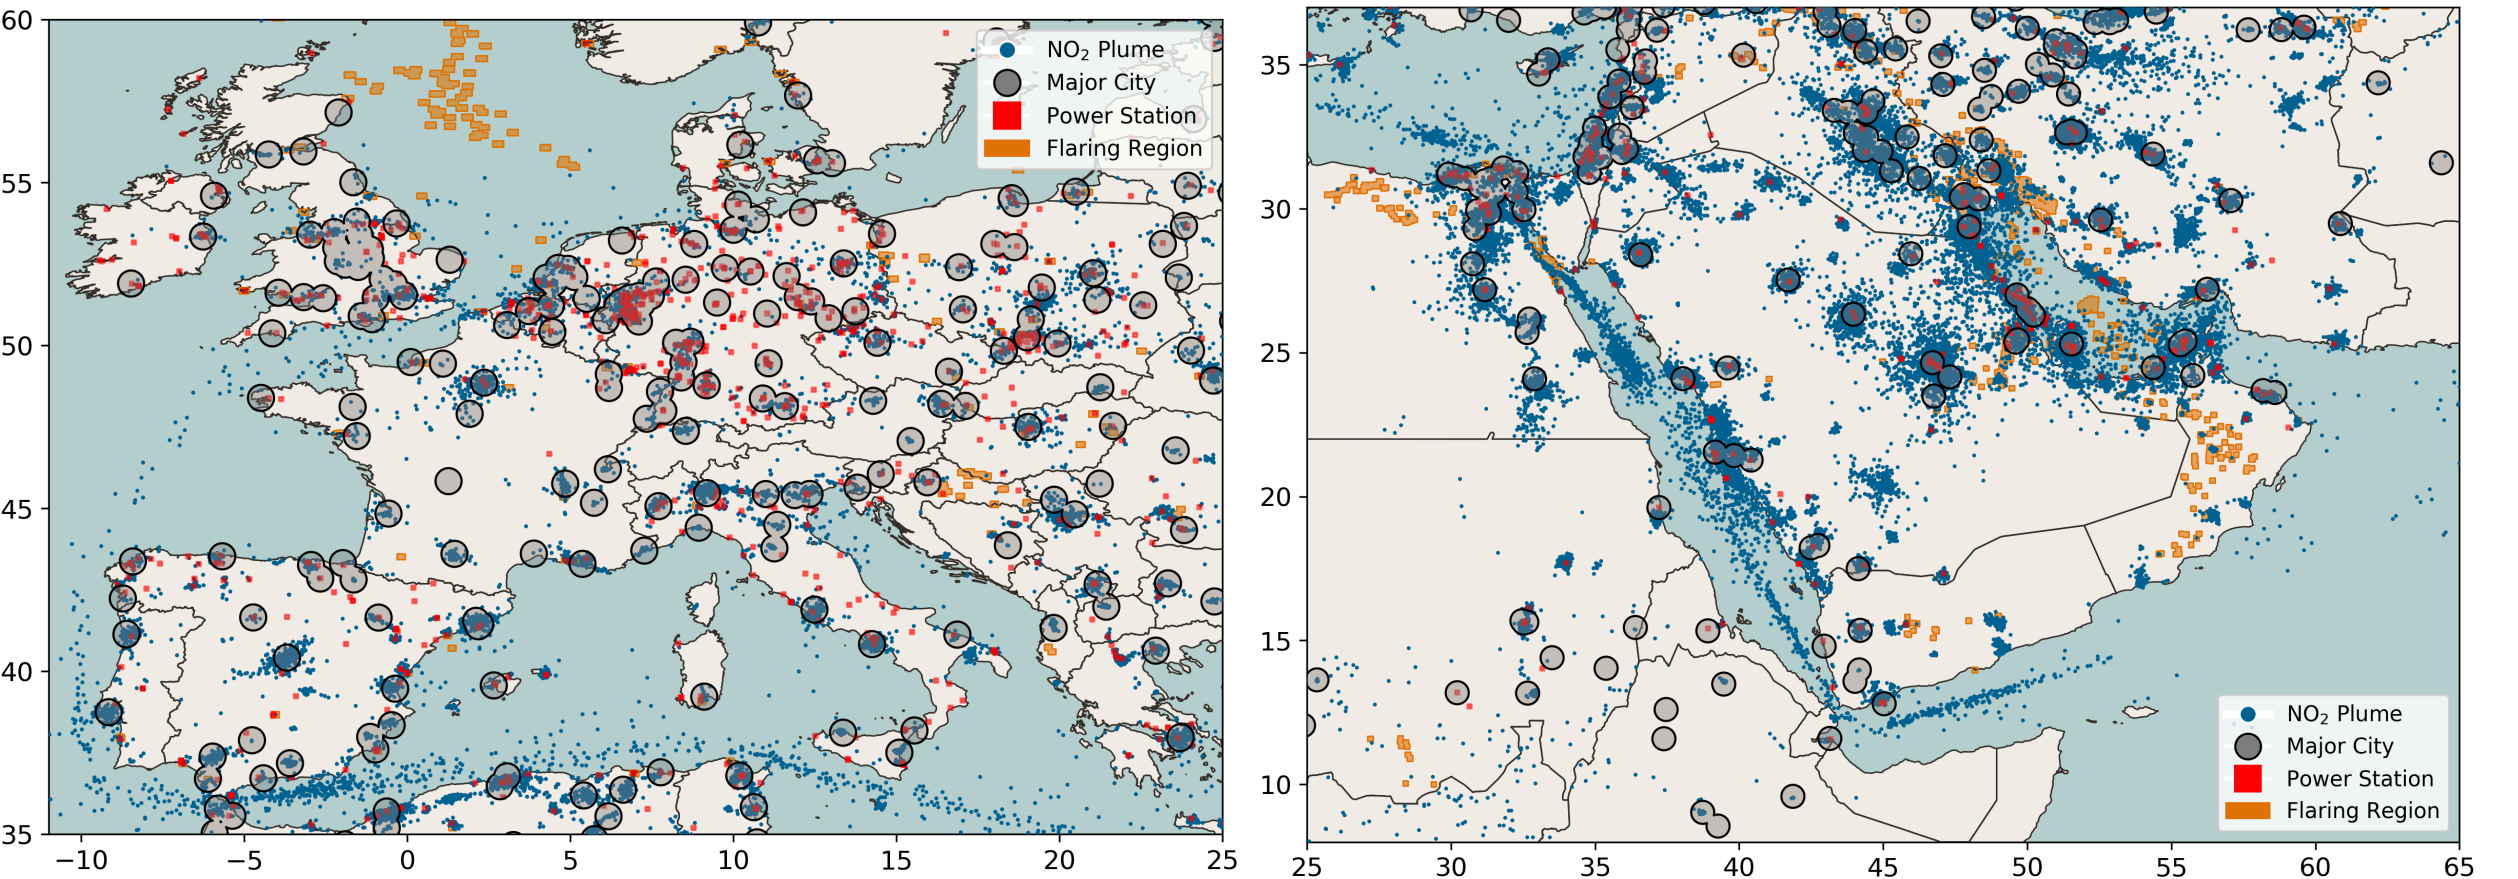 60
55
50
45
40
35
−10 −5 0 5 10 15 20 25
NO₂ Plume
Major City
Power Station
Flaring Region
35
30
25
20
15
10
25 30 35 40 45 50 55 60 65
NO₂ Plume
Major City
Power Station
Flaring Region